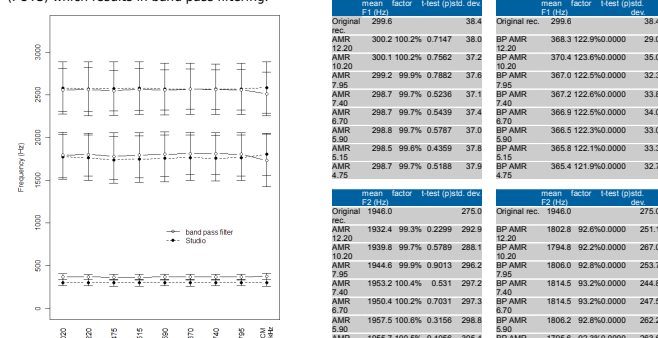 (PCTC) which results in band pass filtering.
Frequency (Hz)
3000
2500
2000
1500
1000
500
0
band pass filter
Studio
mean factor t-test (p)std. dev.
F1 (Hz)
Original 299.6 38.4
rec.
AMR 300.2 100.2% 0.7147 38.0
12.20
AMR 300.1 100.2% 0.7562 37.2
10.20
AMR 299.2 99.9% 0.7882 37.6
7.95
AMR 298.7 99.7% 0.5236 37.1
7.40
AMR 298.7 99.7% 0.5439 37.4
6.70
AMR 298.8 99.7% 0.5787 37.0
5.90
AMR 298.5 99.6% 0.4359 37.8
5.15
AMR 298.7 99.7% 0.5188 37.9
4.75
mean factor t-test (p)std. dev.
F2 (Hz)
Original 1946.0 275.0
rec.
AMR 1932.4 99.3% 0.2299 292.9
12.20
AMR 1939.8 99.7% 0.5789 288.1
10.20
AMR 1944.6 99.9% 0.9013 296.2
7.95
AMR 1953.2 100.4% 0.531 297.2
7.40
AMR 1950.4 100.2% 0.7031 297.3
6.70
AMR 1957.5 100.6% 0.3156 298.8
5.90
mean factor t-test (p)std.
F1 (Hz) dev.
Original rec. 299.6 38.4
BP AMR 368.3 122.9%0.0000 29.0
12.20
BP AMR 370.4 123.6%0.0000 35.0
10.20
BP AMR 367.0 122.5%0.0000 32.3
7.95
BP AMR 367.2 122.6%0.0000 33.8
7.40
BP AMR 366.9 122.5%0.0000 34.0
6.70
BP AMR 366.5 122.3%0.0000 33.0
5.90
BP AMR 365.8 122.1%0.0000 33.3
5.15
BP AMR 365.4 121.9%0.0000 32.7
4.75
mean factor t-test (p)std.
F2 (Hz) dev.
Original rec. 1946.0 275.0
BP AMR 1802.8 92.6%0.0000 251.1
12.20
BP AMR 1794.8 92.2%0.0000 267.0
10.20
BP AMR 1806.0 92.8%0.0000 253.7
7.95
BP AMR 1814.5 93.2%0.0000 244.8
7.40
BP AMR 1814.5 93.2%0.0000 247.5
6.70
BP AMR 1806.2 92.8%0.0000 262.2
5.90